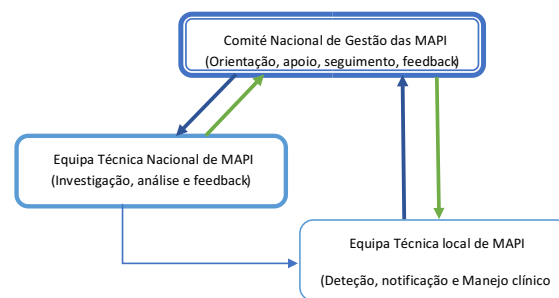 Comité Nacional de Gestão das MAPI
(Orientação, apoio, seguimento, feedback)
Equipa Técnica Nacional de MAPI
(Investigação, análise e feedback)
Equipa Técnica local de MAPI
(Deteção, notificação e Manejo clínico